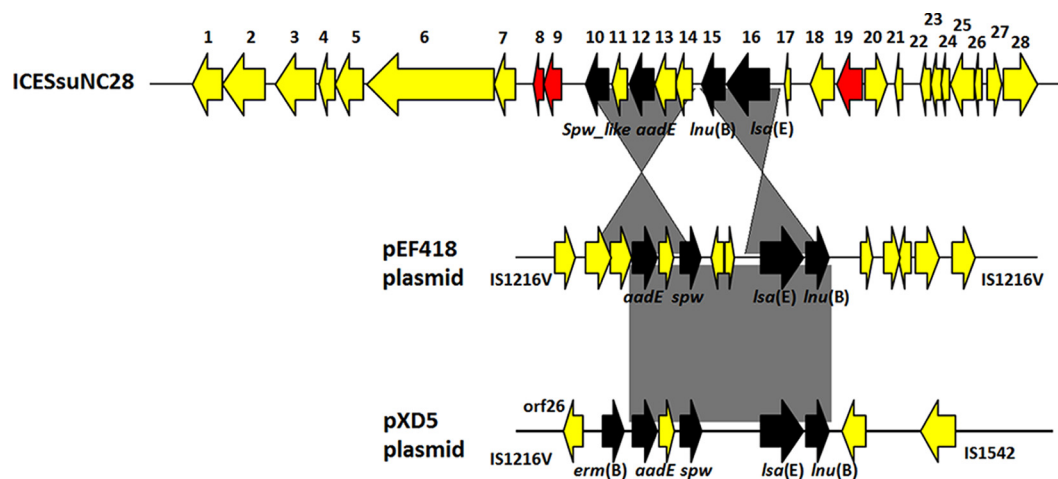 23 25 27
1 2 3 4 5 6 7 8 9 10 11 12 13 14 15 16 17 18 19 20 21 22 24 26 28
ICESsuNC28
Spw_like aadE lnu(B) lsa(E)
pEF418
plasmid
IS1216V IS1216V
aadE spw lsa(E) lnu(B)
orf26
pXD5
plasmid
IS1216V IS1542
erm(B) aadE spw lsa(E) lnu(B)